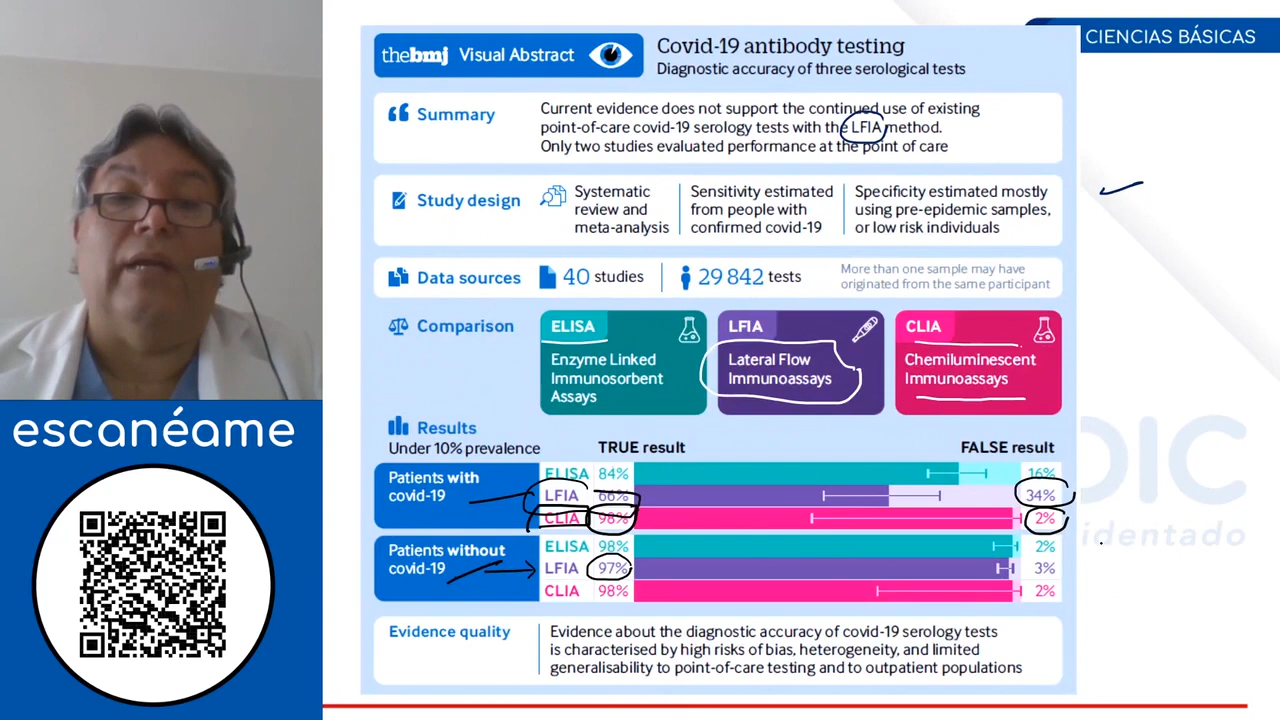 CIENCIAS BÁSICAS
thebmj Visual Abstract
Covid-19 antibody testing
Diagnostic accuracy of three serological tests
Summary
Current evidence does not support the continued use of existing
point-of-care covid-19 serology tests with the LFIA method.
Only two studies evaluated performance at the point of care
Study design
Systematic
review and
meta-analysis
Sensitivity estimated
from people with
confirmed covid-19
Specificity estimated mostly
using pre-epidemic samples,
or low risk individuals
Data sources
40 studies
29 842 tests
More than one sample may have
originated from the same participant
Comparison
ELISA
Enzyme Linked
Immunosorbent
Assays
LFIA
Lateral Flow
Immunoassays
CLIA
Chemiluminescent
Immunoassays
Results
Under 10% prevalence
TRUE result
FALSE result
Patients with
covid-19
ELISA 84% 16%
LFIA 66% 34%
CLIA 98% 2%
Patients without
covid-19
ELISA 98% 2%
LFIA 97% 3%
CLIA 98% 2%
Evidence quality
Evidence about the diagnostic accuracy of covid-19 serology tests
is characterised by high risks of bias, heterogeneity, and limited
generalisability to point-of-care testing and to outpatient populations
escanéame
DIC
identado